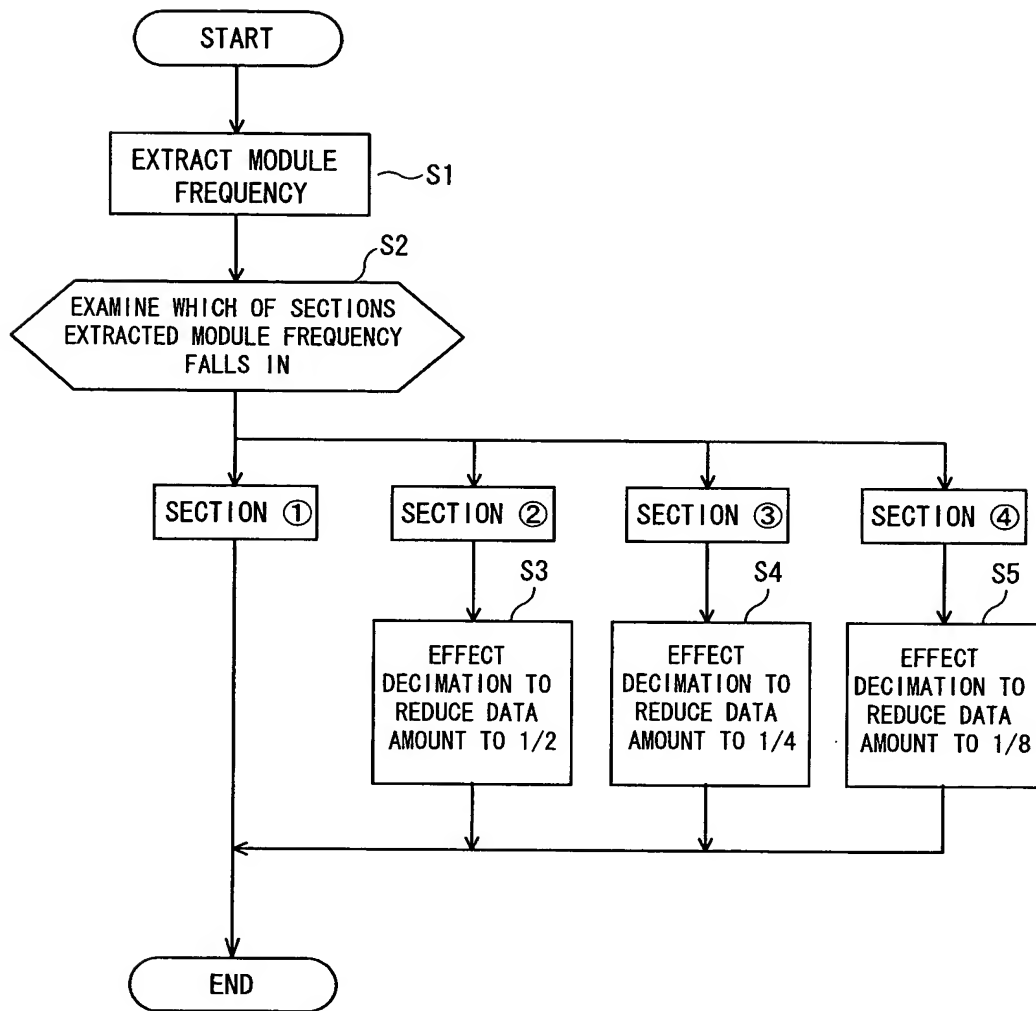 START
EXTRACT MODULE
FREQUENCY
S1
S2
EXAMINE WHICH OF SECTIONS
EXTRACTED MODULE FREQUENCY
FALLS IN
SECTION ①
SECTION ②
SECTION ③
SECTION ④
S3
EFFECT
DECIMATION TO
REDUCE DATA
AMOUNT TO 1/2
S4
EFFECT
DECIMATION TO
REDUCE DATA
AMOUNT TO 1/4
S5
EFFECT
DECIMATION TO
REDUCE DATA
AMOUNT TO 1/8
END